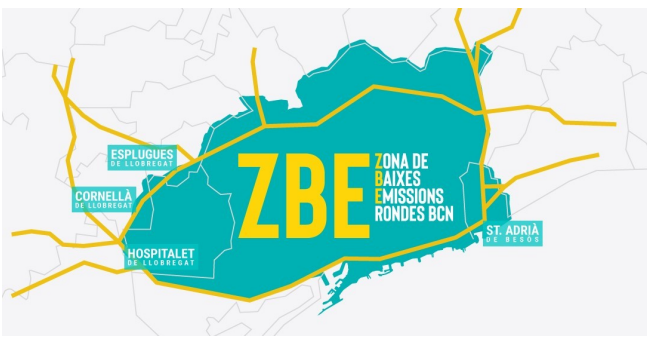 ESPLUGUES
DE LLOBREGAT
CORNELLÀ
DE LLOBREGAT
HOSPITALET
DE LLOBREGAT
ZBE
ZONA DE
BAIXES
EMISSIONS
RONDES BCN
ST. ADRIÀ
DE BESÒS